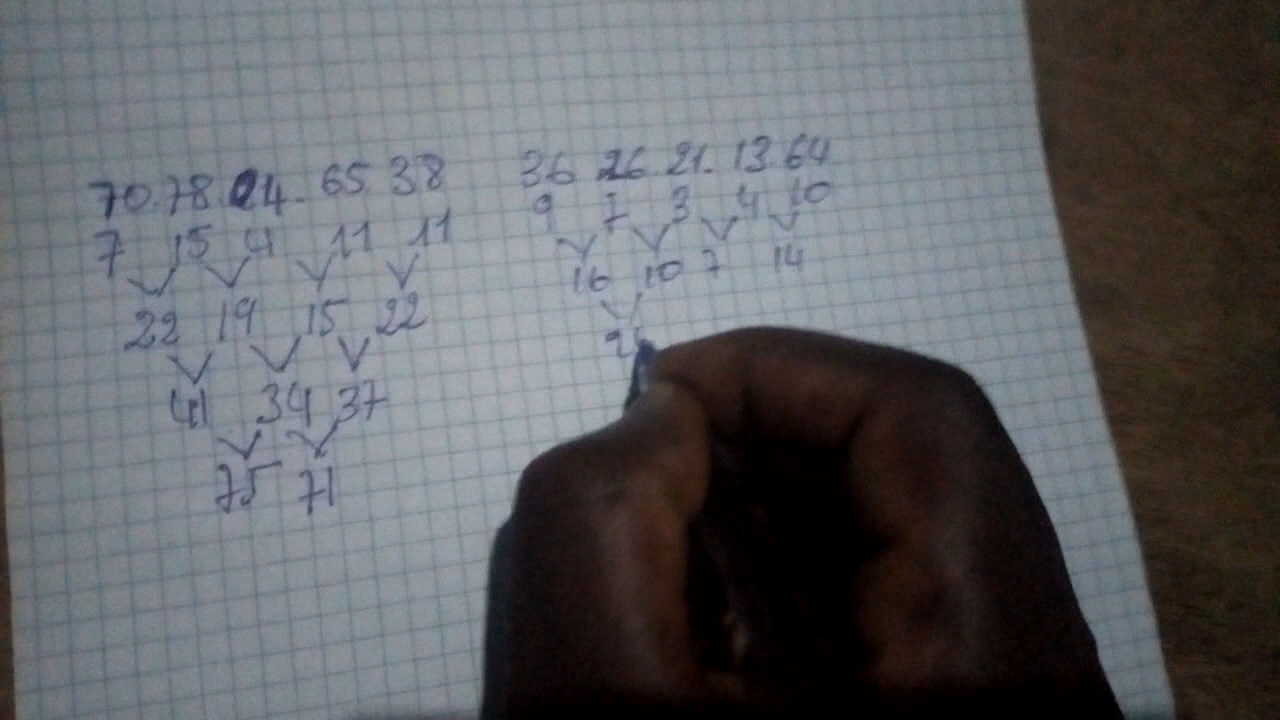 70.78.04. 65 38
7 15 4 11 11
22 19 15 22
41 34 37
75 71
36 26.21. 13.64
9 7 3 4 10
16 10 7 14